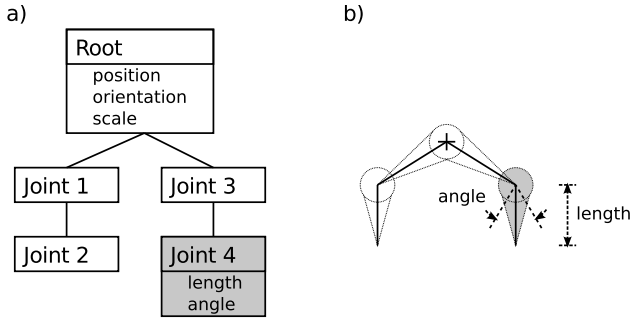 a)
Root
position
orientation
scale
Joint 1
Joint 3
Joint 2
Joint 4
length
angle
b)
angle
length